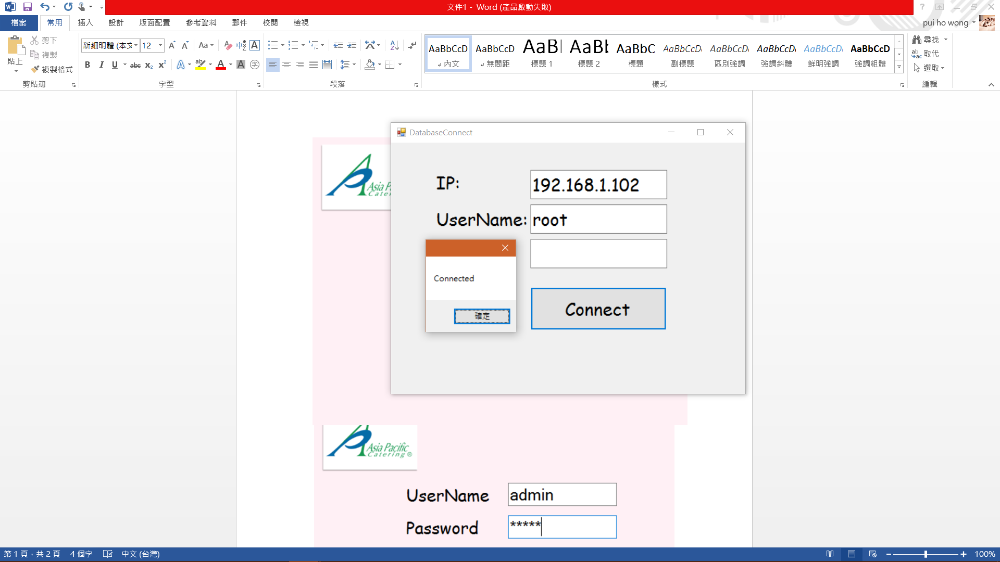 文件1 - Word (產品啟動失敗)
檔案 常用 插入 設計 版面配置 參考資料 郵件 校閱 檢視 pui ho wong
貼上
剪下
複製
複製格式
剪貼簿
新細明體 (本文 12
字型
段落
AaBbCcD AaBbCcD AaBl AaBb AaBbC AaBbCcD AaBbCcD AaBbCcD AaBbCcD AaBbCcD
內文 無間距 標題 1 標題 2 標題 副標題 區別強調 強調斜體 鮮明強調 強調粗體
樣式
尋找
取代
選取
編輯
DatabaseConnect
IP: 192.168.1.102
UserName: root
Connected
確定
Connect
Asia P
Cater
Asia Pacific
Catering®
UserName admin
Password *****
第 1 頁，共 2 頁 4 個字 中文 (台灣) 100%